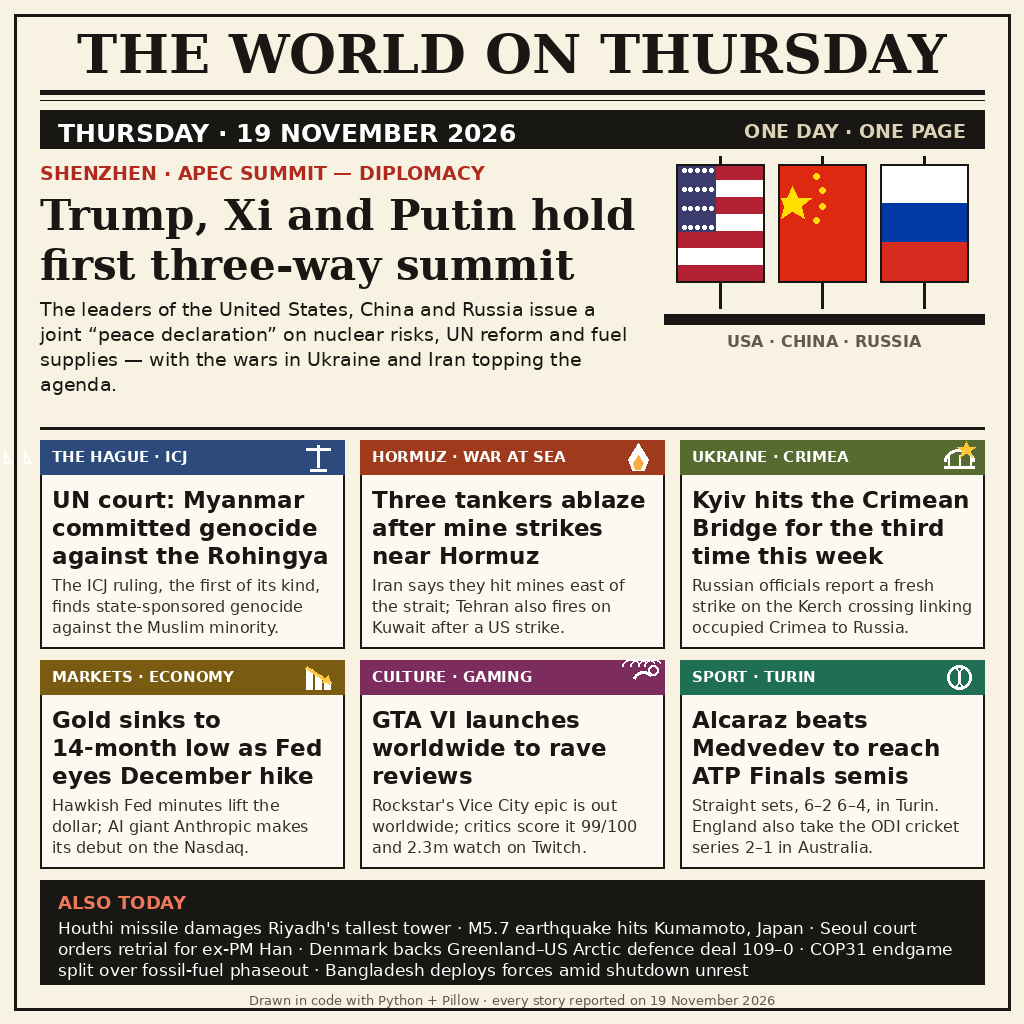 THE WORLD ON THURSDAY
THURSDAY · 19 NOVEMBER 2026
ONE DAY · ONE PAGE
SHENZHEN · APEC SUMMIT — DIPLOMACY
Trump, Xi and Putin hold
first three-way summit
The leaders of the United States, China and Russia issue a
joint “peace declaration” on nuclear risks, UN reform and fuel
supplies — with the wars in Ukraine and Iran topping the
agenda.
USA · CHINA · RUSSIA
THE HAGUE · ICJ
UN court: Myanmar
committed genocide
against the Rohingya
The ICJ ruling, the first of its kind,
finds state-sponsored genocide
against the Muslim minority.
HORMUZ · WAR AT SEA
Three tankers ablaze
after mine strikes
near Hormuz
Iran says they hit mines east of
the strait; Tehran also fires on
Kuwait after a US strike.
UKRAINE · CRIMEA
Kyiv hits the Crimean
Bridge for the third
time this week
Russian officials report a fresh
strike on the Kerch crossing linking
occupied Crimea to Russia.
MARKETS · ECONOMY
Gold sinks to
14-month low as Fed
eyes December hike
Hawkish Fed minutes lift the
dollar; AI giant Anthropic makes
its debut on the Nasdaq.
CULTURE · GAMING
GTA VI launches
worldwide to rave
reviews
Rockstar's Vice City epic is out
worldwide; critics score it 99/100
and 2.3m watch on Twitch.
SPORT · TURIN
Alcaraz beats
Medvedev to reach
ATP Finals semis
Straight sets, 6–2 6–4, in Turin.
England also take the ODI cricket
series 2–1 in Australia.
ALSO TODAY
Houthi missile damages Riyadh's tallest tower · M5.7 earthquake hits Kumamoto, Japan · Seoul court
orders retrial for ex-PM Han · Denmark backs Greenland–US Arctic defence deal 109–0 · COP31 endgame
split over fossil-fuel phaseout · Bangladesh deploys forces amid shutdown unrest
Drawn in code with Python + Pillow · every story reported on 19 November 2026